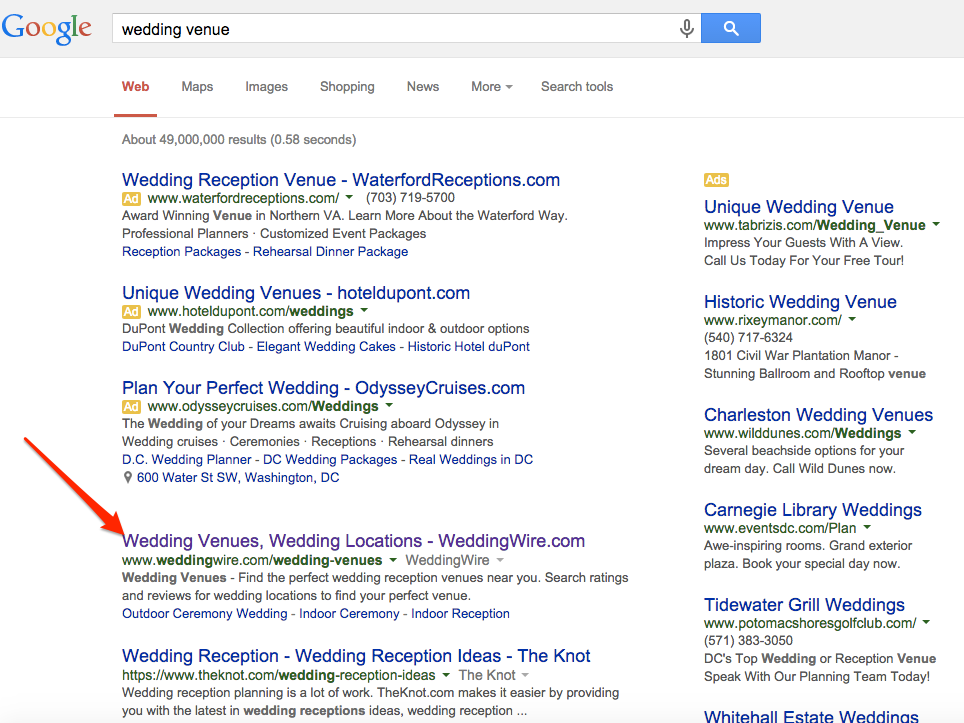 Google
wedding venue
Web Maps Images Shopping News More Search tools
About 49,000,000 results (0.58 seconds)
Wedding Reception Venue - WaterfordReceptions.com
Ad www.waterfordreceptions.com/ (703) 719-5700
Award Winning Venue in Northern VA. Learn More About the Waterford Way.
Professional Planners · Customized Event Packages
Reception Packages - Rehearsal Dinner Package
Unique Wedding Venues - hoteldupont.com
Ad www.hoteldupont.com/weddings
DuPont Wedding Collection offering beautiful indoor & outdoor options
DuPont Country Club - Elegant Wedding Cakes - Historic Hotel duPont
Plan Your Perfect Wedding - OdysseyCruises.com
Ad www.odysseycruises.com/Weddings
The Wedding of your Dreams awaits Cruising aboard Odyssey in
Wedding cruises · Ceremonies · Receptions · Rehearsal dinners
D.C. Wedding Planner - DC Wedding Packages - Real Weddings in DC
600 Water St SW, Washington, DC
Wedding Venues, Wedding Locations - WeddingWire.com
www.weddingwire.com/wedding-venues WeddingWire
Wedding Venues - Find the perfect wedding reception venues near you. Search ratings
and reviews for wedding locations to find your perfect venue.
Outdoor Ceremony Wedding - Indoor Ceremony - Indoor Reception
Wedding Reception - Wedding Reception Ideas - The Knot
https://www.theknot.com/wedding-reception-ideas The Knot
Wedding reception planning is a lot of work. TheKnot.com makes it easier by providing
you with the latest in wedding receptions ideas, wedding reception ...
Ads
Unique Wedding Venue
www.tabrizis.com/Wedding_Venue
Impress Your Guests With A View.
Call Us Today For Your Free Tour!
Historic Wedding Venue
www.rixeymanor.com/
(540) 717-6324
1801 Civil War Plantation Manor -
Stunning Ballroom and Rooftop venue
Charleston Wedding Venues
www.wilddunes.com/Weddings
Several beachside options for your
dream day. Call Wild Dunes now.
Carnegie Library Weddings
www.eventsdc.com/Plan
Awe-inspiring rooms. Grand exterior
plaza. Book your special day now.
Tidewater Grill Weddings
www.potomacshoresgolfclub.com/
(571) 383-3050
DC's Top Wedding or Reception Venue
Speak With Our Planning Team Today!
Whitehall Estate Weddings